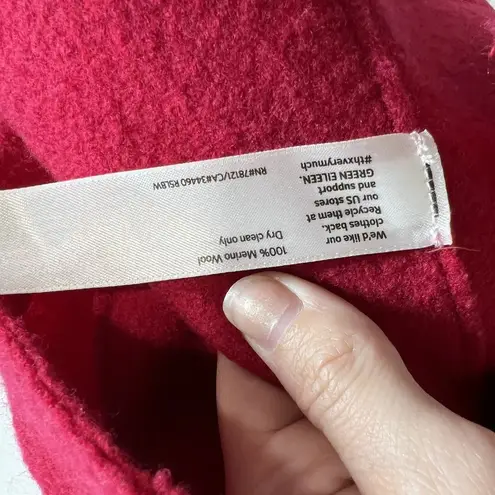 We'd like our
clothes back.
Recycle them at
our US stores
and support
GREEN EILEEN.
#thxverymuch
100% Merino Wool
Dry clean only
RN#78121/CA#34460 RSLBW